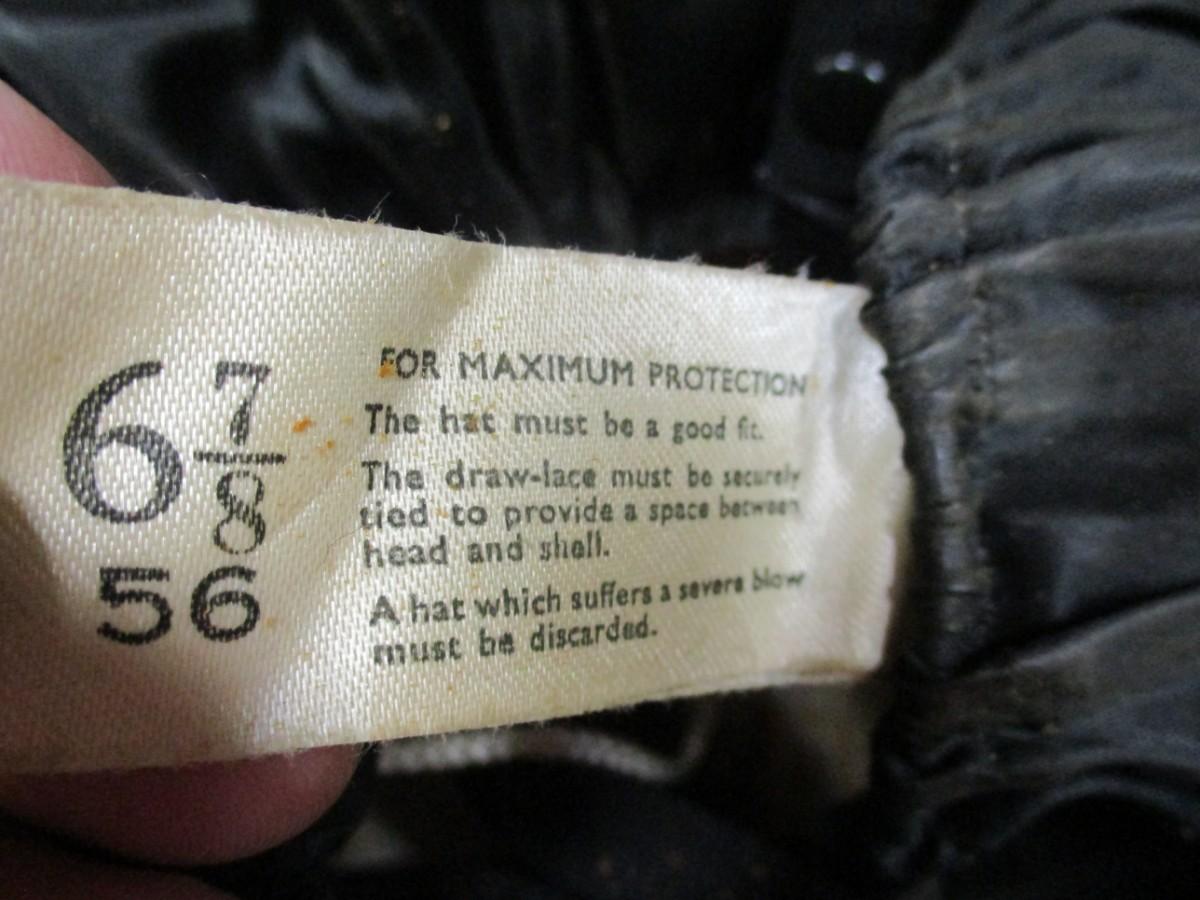 6 7/8
56
FOR MAXIMUM PROTECTION
The hat must be a good fit.
The draw-lace must be securely
tied to provide a space between
head and shell.
A hat which suffers a severe blow
must be discarded.